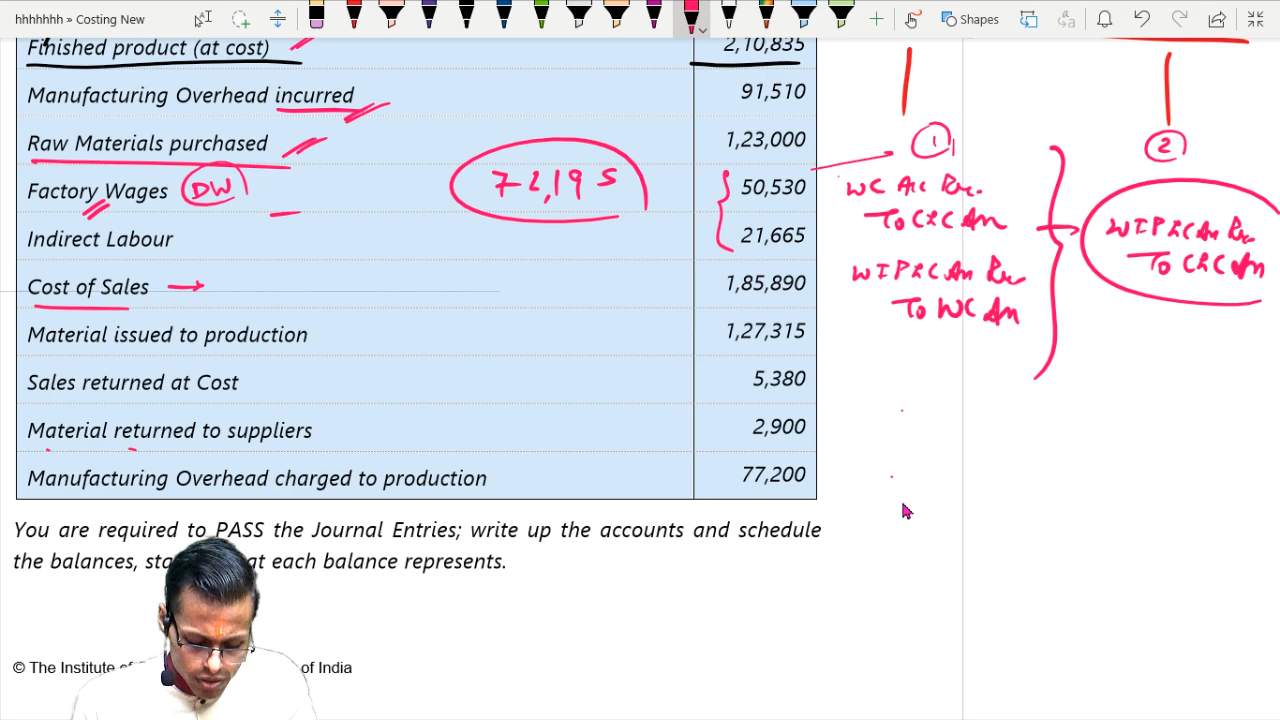 hhhhhhh » Costing New
Shapes
Finished product (at cost) 2,10,835
Manufacturing Overhead incurred 91,510
Raw Materials purchased 1,23,000
Factory Wages DW 50,530
72,195
Indirect Labour 21,665
Cost of Sales → 1,85,890
Material issued to production 1,27,315
Sales returned at Cost 5,380
Material returned to suppliers 2,900
Manufacturing Overhead charged to production 77,200
1
WC A/c Dr.
To CLC A/c
WIPLC A/c Dr
To WC A/c
2
WIPLC A/c Dr
To CLC A/c
You are required to PASS the Journal Entries; write up the accounts and schedule
the balances, at each balance represents.
© The Institute of of India